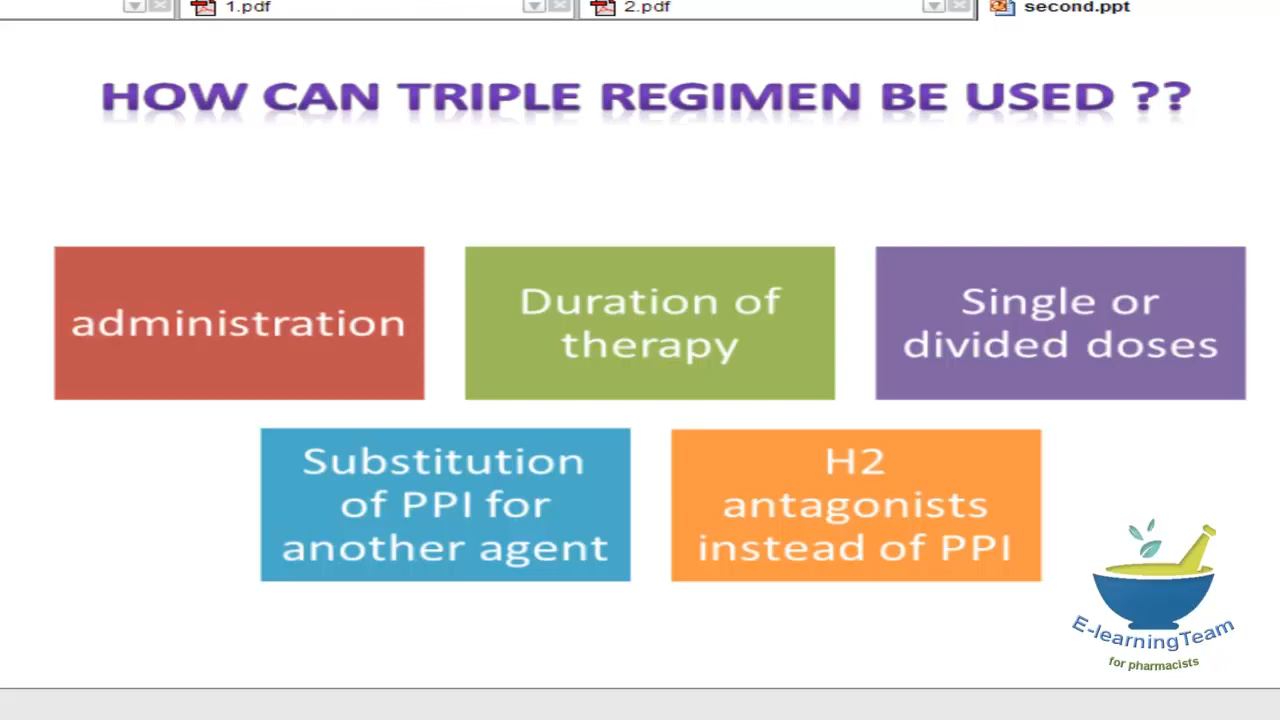 1.pdf
2.pdf
second.ppt
HOW CAN TRIPLE REGIMEN BE USED ??
administration
Duration of
therapy
Single or
divided doses
Substitution
of PPI for
another agent
H2
antagonists
instead of PPI
E-learningTeam
for pharmacists